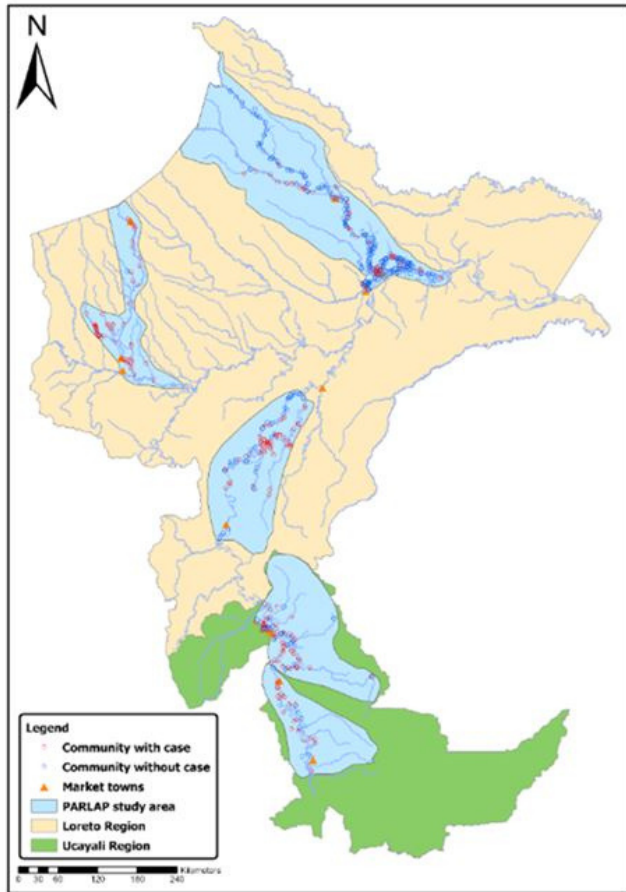 N
Legend
Community with case
Community without case
Market towns
PARLAP study area
Loreto Region
Ucayali Region
0 30 60 120 180 240 Kilometers